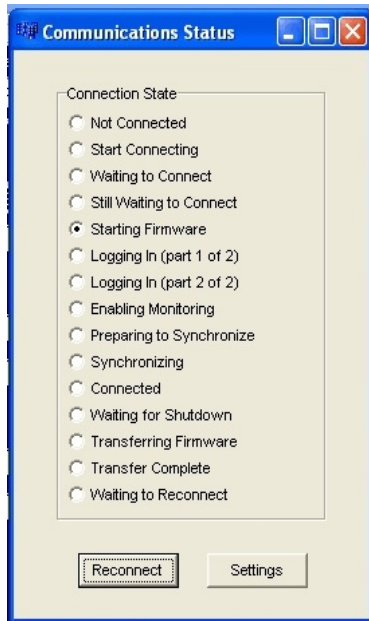 Communications Status
Connection State
Not Connected
Start Connecting
Waiting to Connect
Still Waiting to Connect
Starting Firmware
Logging In (part 1 of 2)
Logging In (part 2 of 2)
Enabling Monitoring
Preparing to Synchronize
Synchronizing
Connected
Waiting for Shutdown
Transferring Firmware
Transfer Complete
Waiting to Reconnect
Reconnect Settings